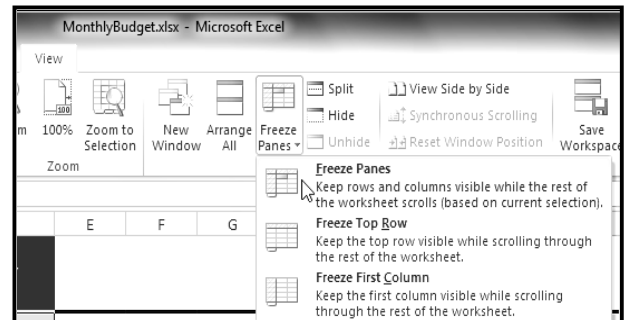 MonthlyBudget.xlsx - Microsoft Excel
View
100%
Zoom to Selection
New Window
Arrange All
Freeze Panes
Split
Hide
Unhide
View Side by Side
Synchronous Scrolling
Reset Window Position
Save Workspace
Zoom
Freeze Panes
Keep rows and columns visible while the rest of
the worksheet scrolls (based on current selection).
Freeze Top Row
Keep the top row visible while scrolling through
the rest of the worksheet.
Freeze First Column
Keep the first column visible while scrolling
through the rest of the worksheet.
E F G